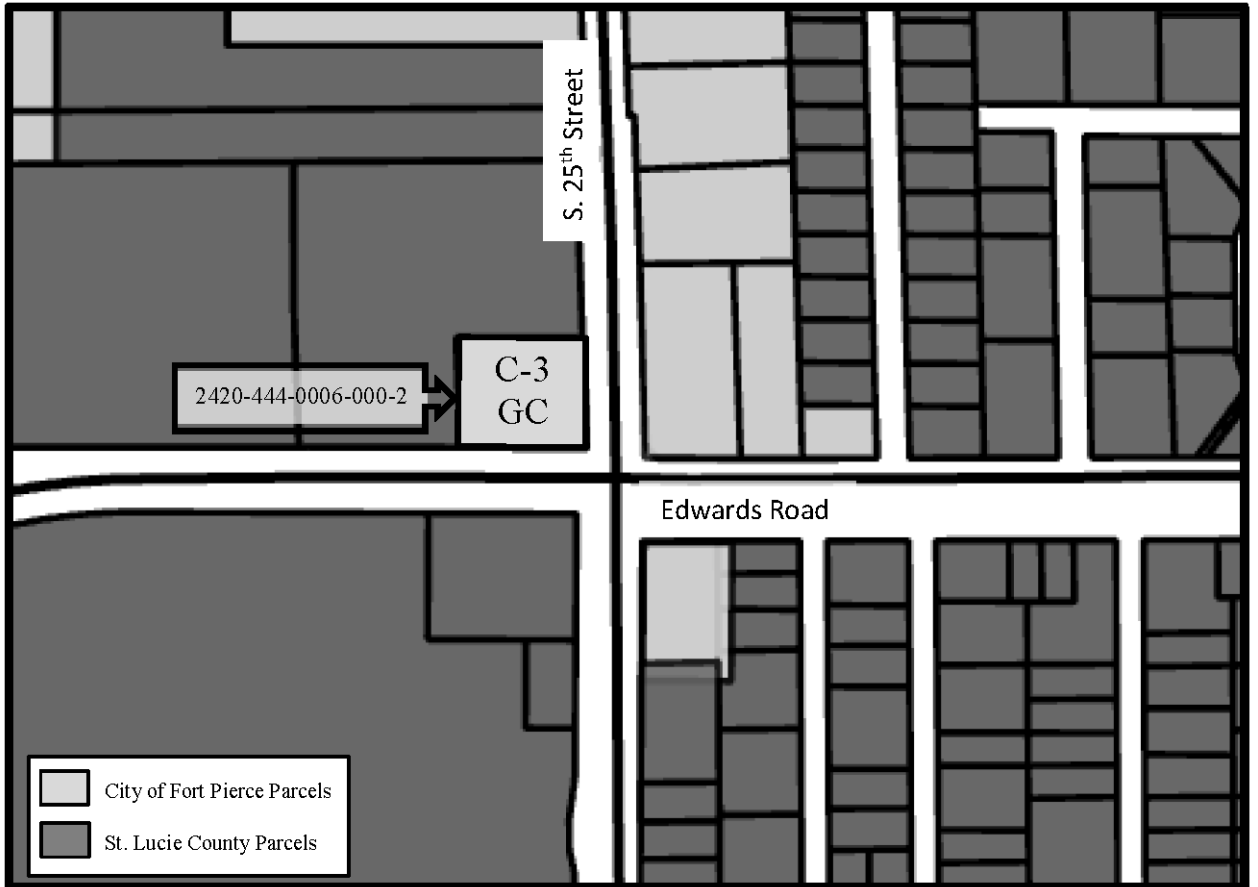 S. 25th Street
C-3
GC
2420-444-0006-000-2
Edwards Road
City of Fort Pierce Parcels
St. Lucie County Parcels